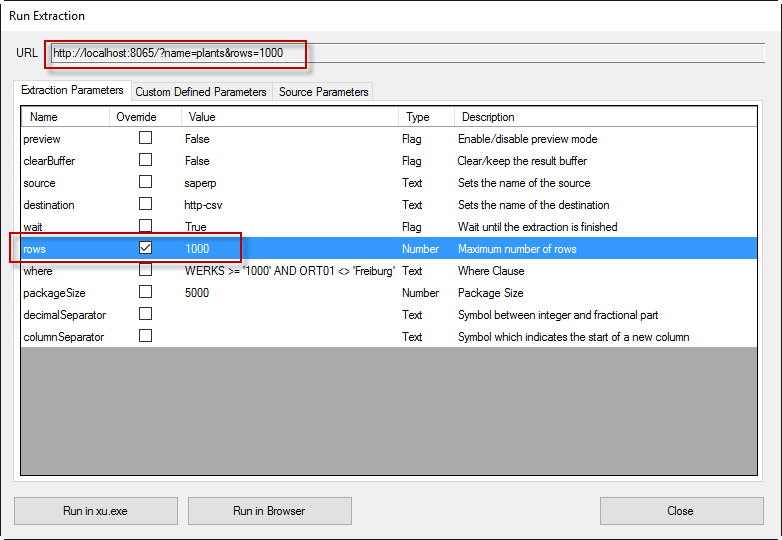 Run Extraction
URL http://localhost:8065/?name=plants&rows=1000
Extraction Parameters Custom Defined Parameters Source Parameters
Name Override Value Type Description
preview False Flag Enable/disable preview mode
clearBuffer False Flag Clear/keep the result buffer
source saperp Text Sets the name of the source
destination http-csv Text Sets the name of the destination
wait True Flag Wait until the extraction is finished
rows 1000 Number Maximum number of rows
where WERKS >= '1000' AND ORT01 <> 'Freiburg' Text Where Clause
packageSize 5000 Number Package Size
decimalSeparator Text Symbol between integer and fractional part
columnSeparator Text Symbol which indicates the start of a new column
Run in xu.exe Run in Browser Close